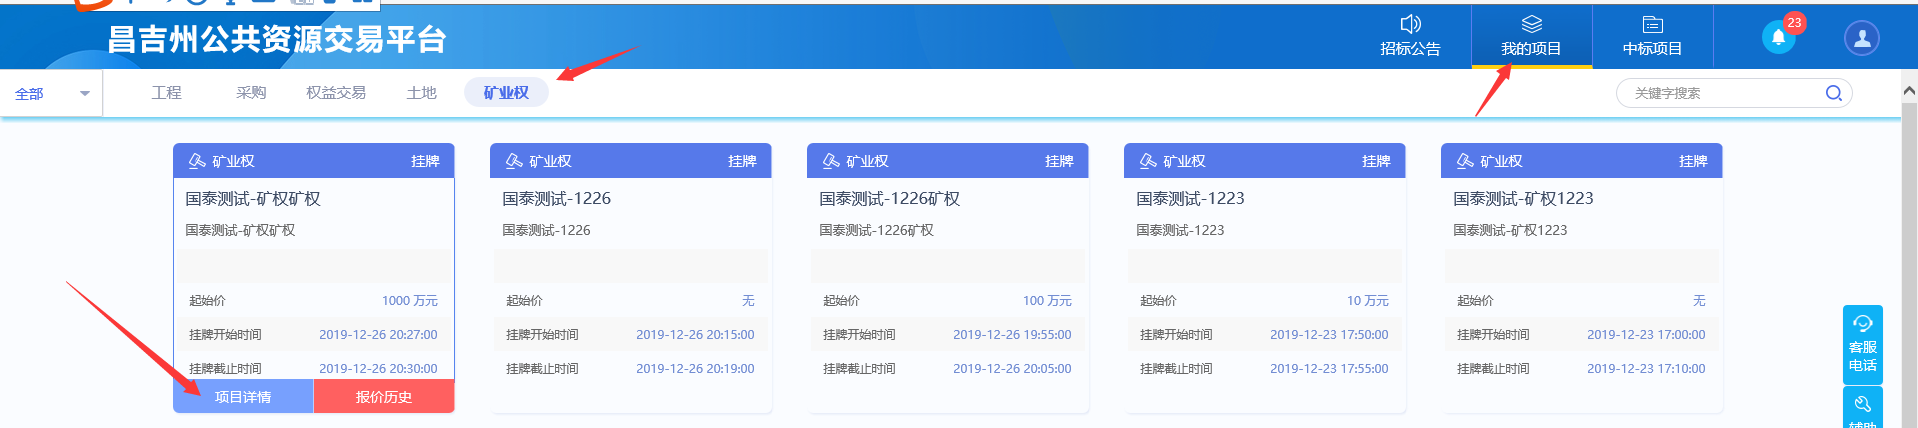 昌吉州公共资源交易平台
招标公告
我的项目
中标项目
23
全部
工程
采购
权益交易
土地
矿业权
关键字搜索
矿业权 挂牌
国泰测试-矿权矿权
国泰测试-矿权矿权
起始价 1000 万元
挂牌开始时间 2019-12-26 20:27:00
挂牌截止时间 2019-12-26 20:30:00
项目详情 报价历史
矿业权 挂牌
国泰测试-1226
国泰测试-1226
起始价 无
挂牌开始时间 2019-12-26 20:15:00
挂牌截止时间 2019-12-26 20:19:00
矿业权 挂牌
国泰测试-1226矿权
国泰测试-1226矿权
起始价 100 万元
挂牌开始时间 2019-12-26 19:55:00
挂牌截止时间 2019-12-26 20:05:00
矿业权 挂牌
国泰测试-1223
国泰测试-1223
起始价 10 万元
挂牌开始时间 2019-12-23 17:50:00
挂牌截止时间 2019-12-23 17:55:00
矿业权 挂牌
国泰测试-矿权1223
国泰测试-矿权1223
起始价 无
挂牌开始时间 2019-12-23 17:00:00
挂牌截止时间 2019-12-23 17:10:00
客服
电话